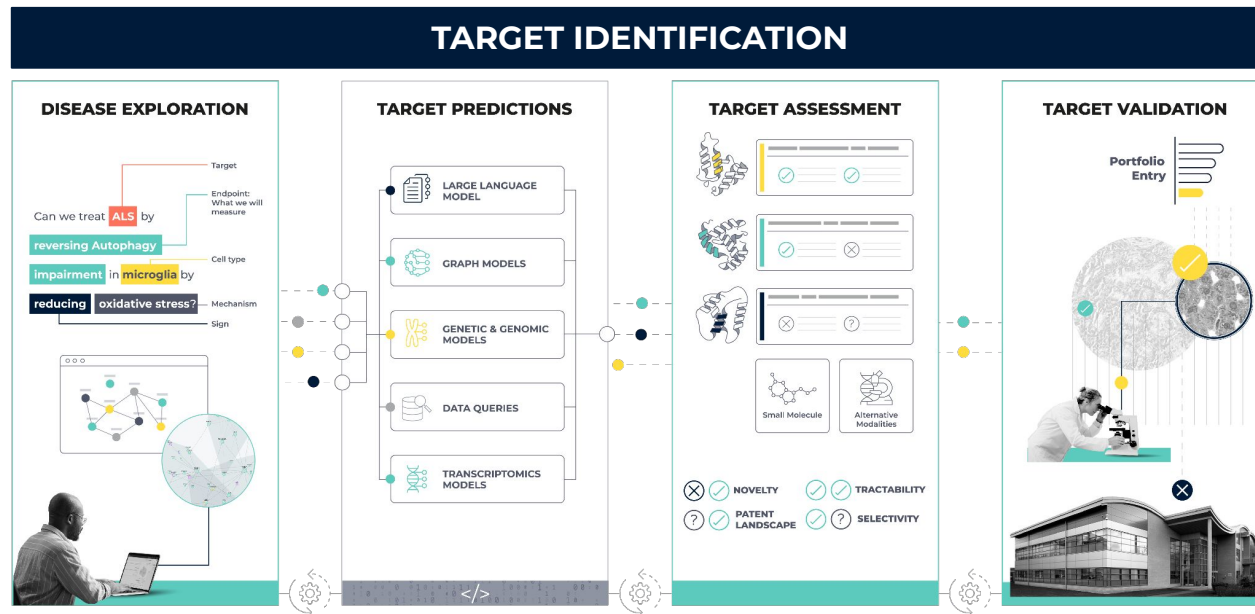 TARGET IDENTIFICATION
DISEASE EXPLORATION
Target
Endpoint:
What we will
measure
Can we treat ALS by
reversing Autophagy
Cell type
impairment in microglia by
reducing oxidative stress?
Mechanism
Sign
TARGET PREDICTIONS
LARGE LANGUAGE
MODEL
GRAPH MODELS
GENETIC & GENOMIC
MODELS
DATA QUERIES
TRANSCRIPTOMICS
MODELS
</>
TARGET ASSESSMENT
?
Small Molecule
Alternative
Modalities
NOVELTY
TRACTABILITY
? PATENT
LANDSCAPE
? SELECTIVITY
TARGET VALIDATION
Portfolio
Entry